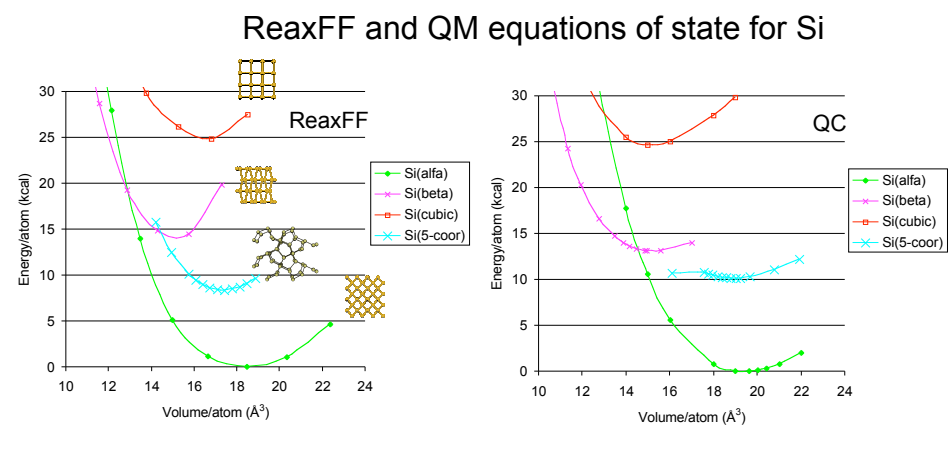 ReaxFF and QM equations of state for Si
30
25
20
15
10
5
0
Energy/atom (kcal)
10 12 14 16 18 20 22 24
Volume/atom (Å3)
ReaxFF
Si(alfa)
Si(beta)
Si(cubic)
Si(5-coor)
30
25
20
15
10
5
0
Energy/atom (kcal)
10 12 14 16 18 20 22 24
Volume/atom (Å3)
QC
Si(alfa)
Si(beta)
Si(cubic)
Si(5-coor)